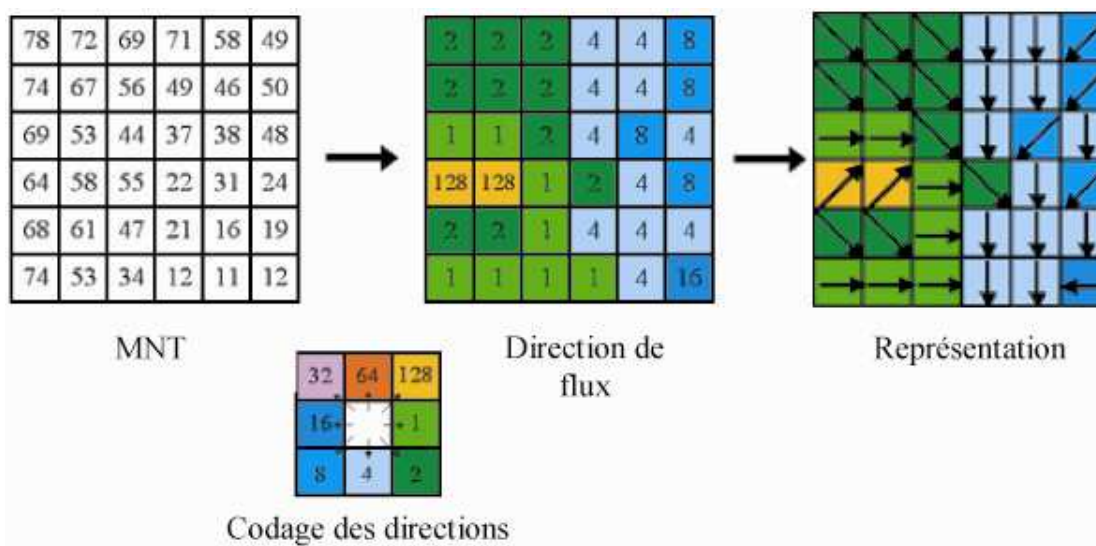 78 72 69 71 58 49
74 67 56 49 46 50
69 53 44 37 38 48
64 58 55 22 31 24
68 61 47 21 16 19
74 53 34 12 11 12
MNT
2 2 2 4 4 8
2 2 2 4 4 8
1 1 2 4 8 4
128 128 1 2 4 8
2 2 1 4 4 4
1 1 1 1 4 16
Direction de
flux
Représentation
32 64 128
16 1
8 4 2
Codage des directions